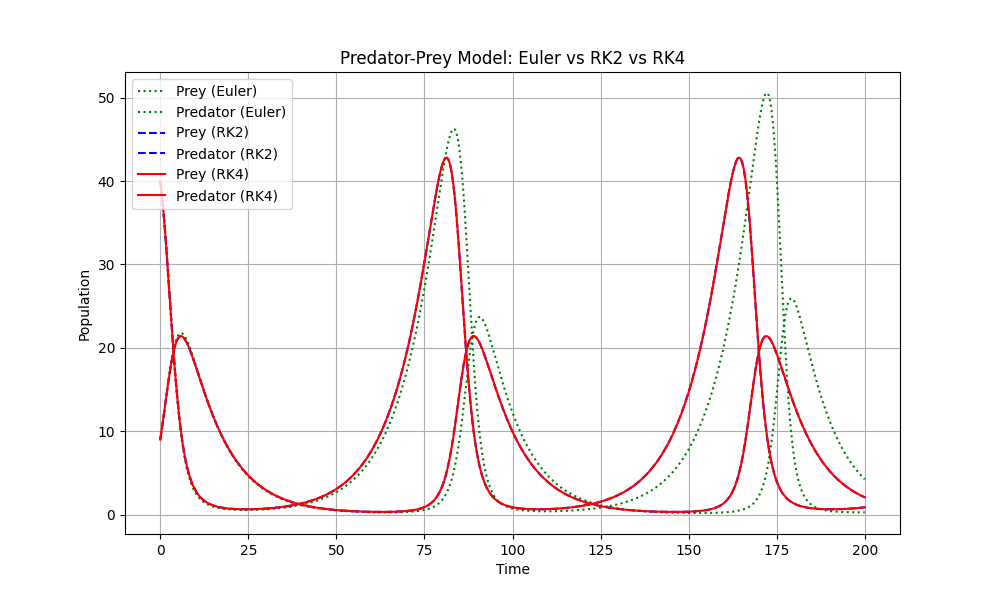 Predator-Prey Model: Euler vs RK2 vs RK4
Prey (Euler)
Predator (Euler)
Prey (RK2)
Predator (RK2)
Prey (RK4)
Predator (RK4)
Population
50
40
30
20
10
0
0 25 50 75 100 125 150 175 200
Time